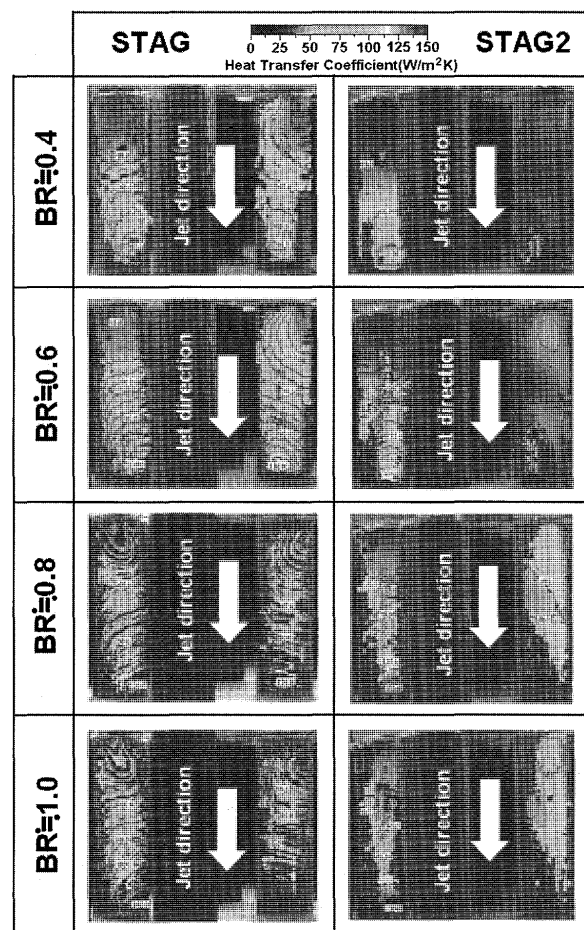 STAG
STAG2
0 25 50 75 100 125 150
Heat Transfer Coefficient(W/m²K)
BR≒0.4
Jet direction
Jet direction
BR≒0.6
Jet direction
Jet direction
BR≒0.8
Jet direction
Jet direction
BR≒1.0
Jet direction
Jet direction